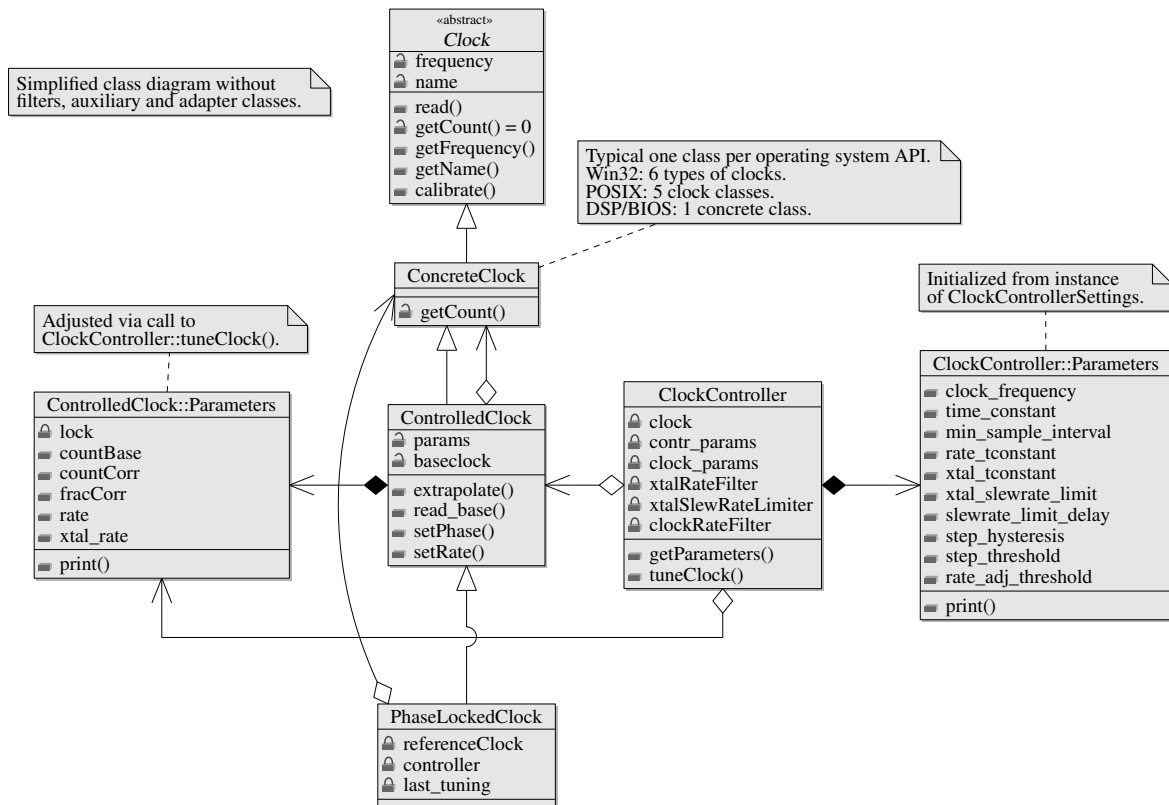 «abstract»
Clock
frequency
name
read()
getCount() = 0
getFrequency()
getName()
calibrate()
Simplified class diagram without
filters, auxiliary and adapter classes.
Typical one class per operating system API.
Win32: 6 types of clocks.
POSIX: 5 clock classes.
DSP/BIOS: 1 concrete class.
ConcreteClock
getCount()
Initialized from instance
of ClockControllerSettings.
Adjusted via call to
ClockController::tuneClock().
ControlledClock::Parameters
lock
countBase
countCorr
fracCorr
rate
xtal_rate
print()
ControlledClock
params
baseclock
extrapolate()
read_base()
setPhase()
setRate()
ClockController
clock
contr_params
clock_params
xtalRateFilter
xtalSlewRateLimiter
clockRateFilter
getParameters()
tuneClock()
ClockController::Parameters
clock_frequency
time_constant
min_sample_interval
rate_tconstant
xtal_tconstant
xtal_slewrate_limit
slewrate_limit_delay
step_hysteresis
step_threshold
rate_adj_threshold
print()
PhaseLockedClock
referenceClock
controller
last_tuning